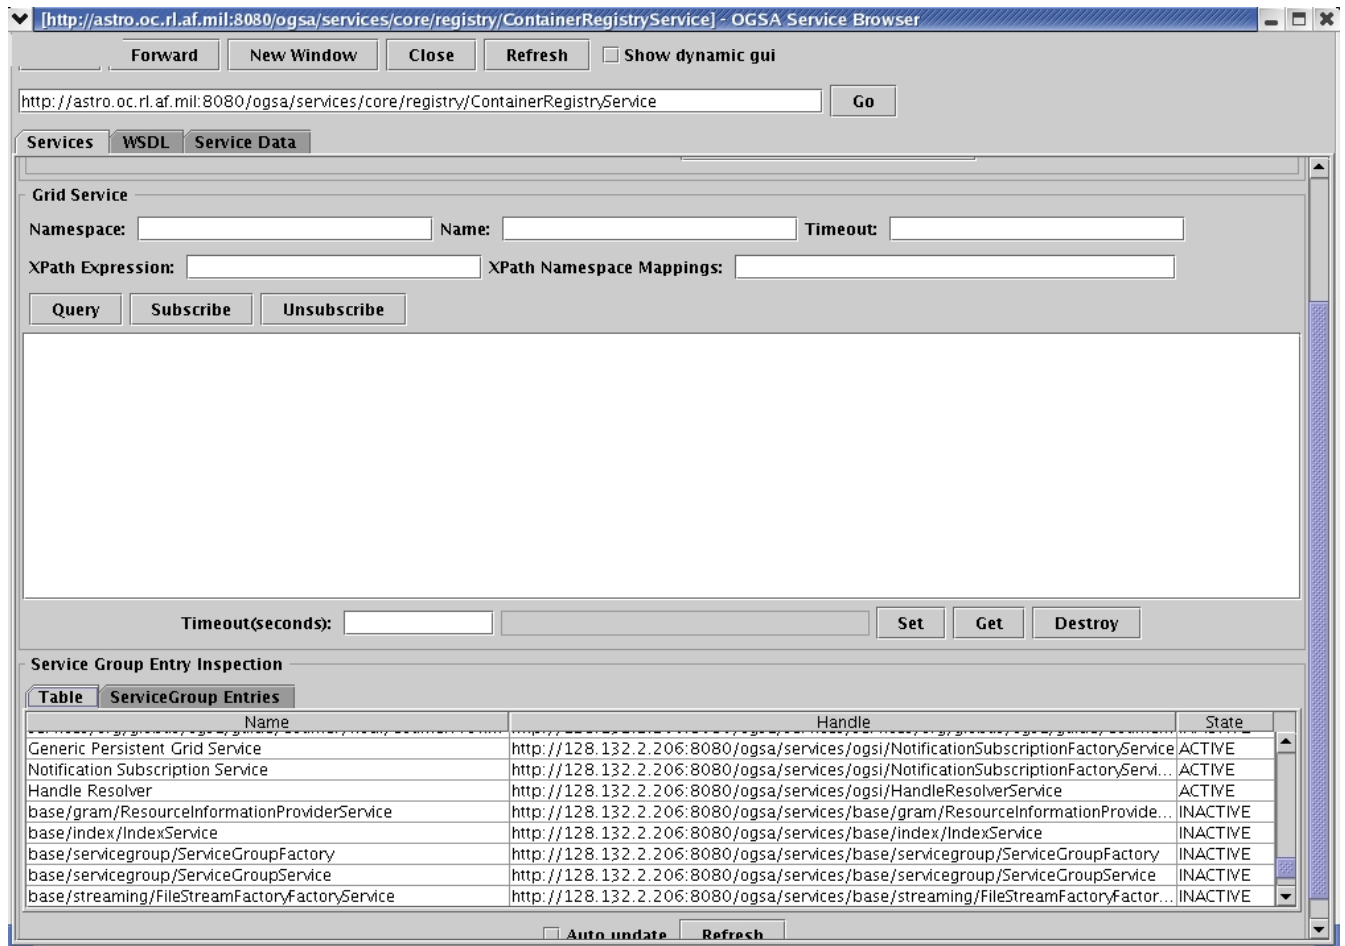 [http://astro.oc.rl.af.mil:8080/ogsa/services/core/registry/ContainerRegistryService] - OGSA Service Browser
Forward New Window Close Refresh Show dynamic gui
http://astro.oc.rl.af.mil:8080/ogsa/services/core/registry/ContainerRegistryService Go
Services WSDL Service Data
Grid Service
Namespace: Name: Timeout:
XPath Expression: XPath Namespace Mappings:
Query Subscribe Unsubscribe
Timeout(seconds): Set Get Destroy
Service Group Entry Inspection
Table ServiceGroup Entries
Name Handle State
Generic Persistent Grid Service http://128.132.2.206:8080/ogsa/services/ogsi/NotificationSubscriptionFactoryService ACTIVE
Notification Subscription Service http://128.132.2.206:8080/ogsa/services/ogsi/NotificationSubscriptionFactoryServi... ACTIVE
Handle Resolver http://128.132.2.206:8080/ogsa/services/ogsi/HandleResolverService ACTIVE
base/gram/ResourceInformationProviderService http://128.132.2.206:8080/ogsa/services/base/gram/ResourceInformationProvide... INACTIVE
base/index/IndexService http://128.132.2.206:8080/ogsa/services/base/index/IndexService INACTIVE
base/servicegroup/ServiceGroupFactory http://128.132.2.206:8080/ogsa/services/base/servicegroup/ServiceGroupFactory INACTIVE
base/servicegroup/ServiceGroupService http://128.132.2.206:8080/ogsa/services/base/servicegroup/ServiceGroupService INACTIVE
base/streaming/FileStreamFactoryFactoryService http://128.132.2.206:8080/ogsa/services/base/streaming/FileStreamFactoryFactor... INACTIVE
Auto update Refresh